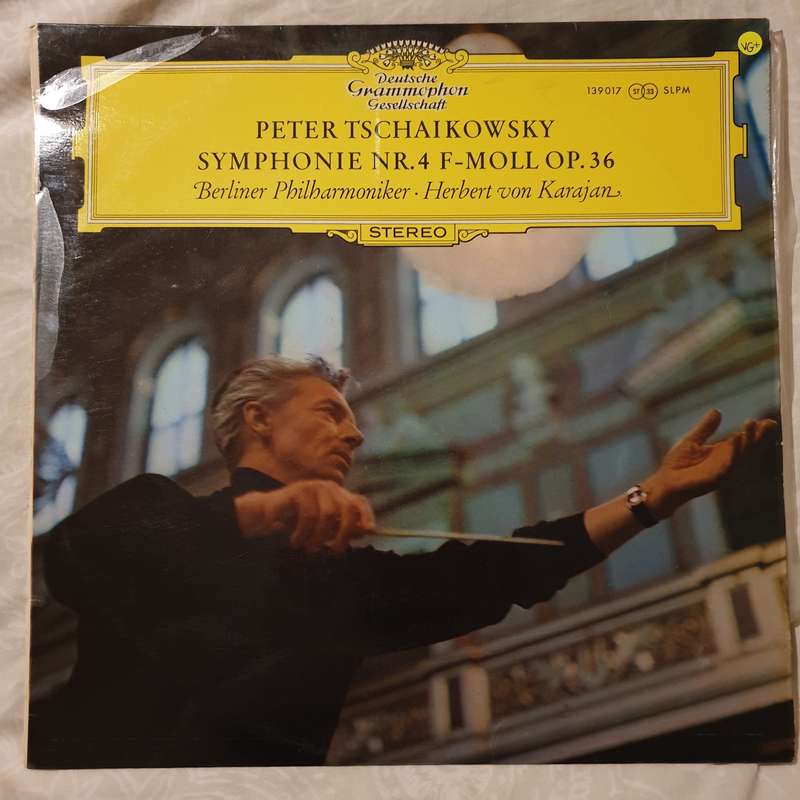 VG+
Deutsche
Grammophon
Gesellschaft
139017 ST 33 SLPM
PETER TSCHAIKOWSKY
SYMPHONIE NR.4 F-MOLL OP.36
Berliner Philharmoniker · Herbert von Karajan
STEREO